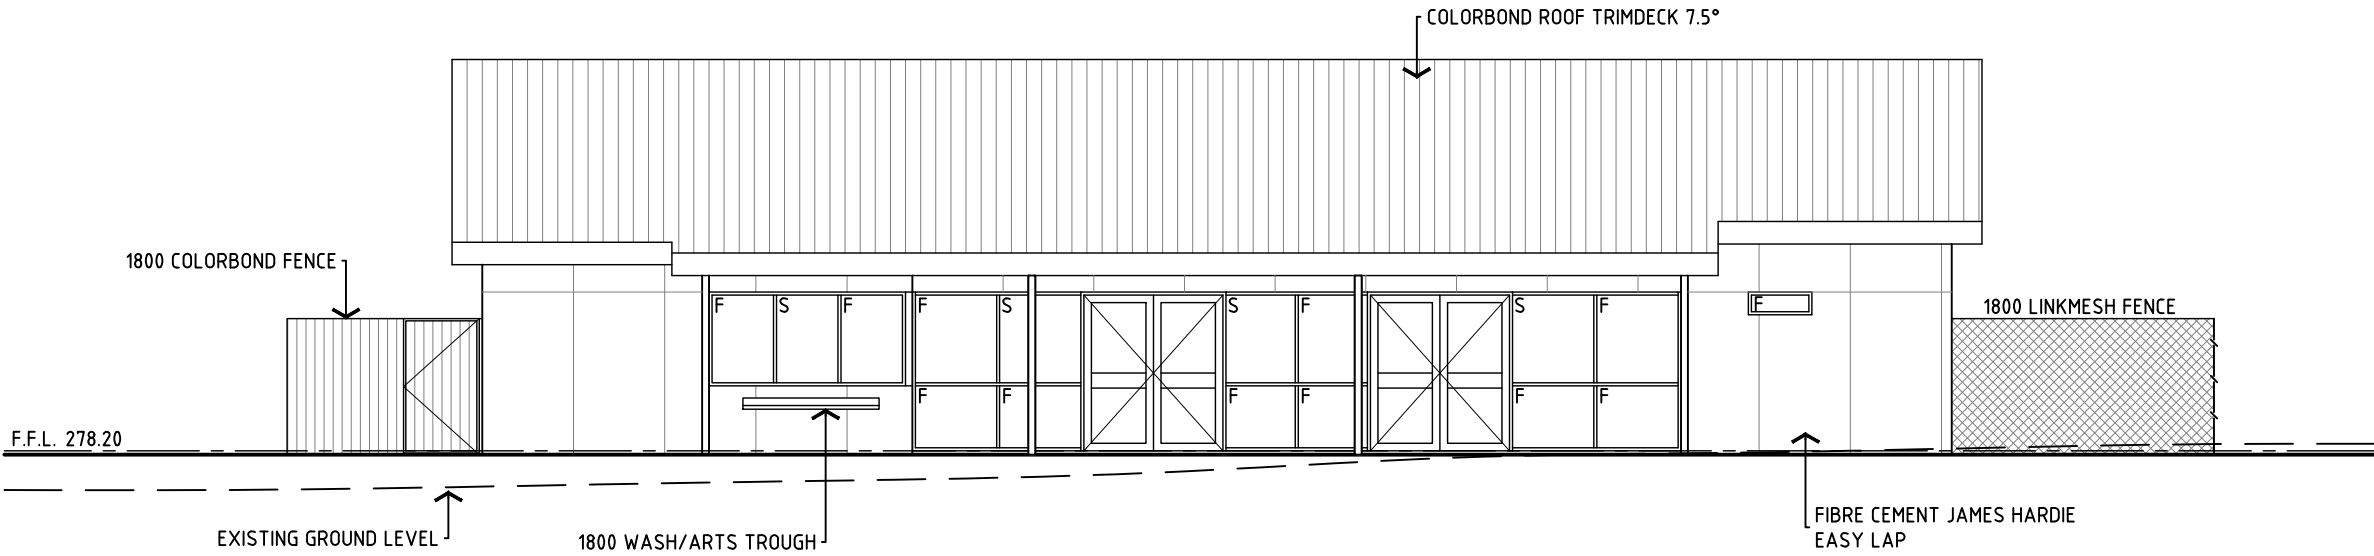 COLORBOND ROOF TRIMDECK 7.5°
1800 COLORBOND FENCE
1800 LINKMESH FENCE
F S F F S S F S F F
F F F F F F
F.F.L. 278.20
EXISTING GROUND LEVEL
1800 WASH/ARTS TROUGH
FIBRE CEMENT JAMES HARDIE
EASY LAP